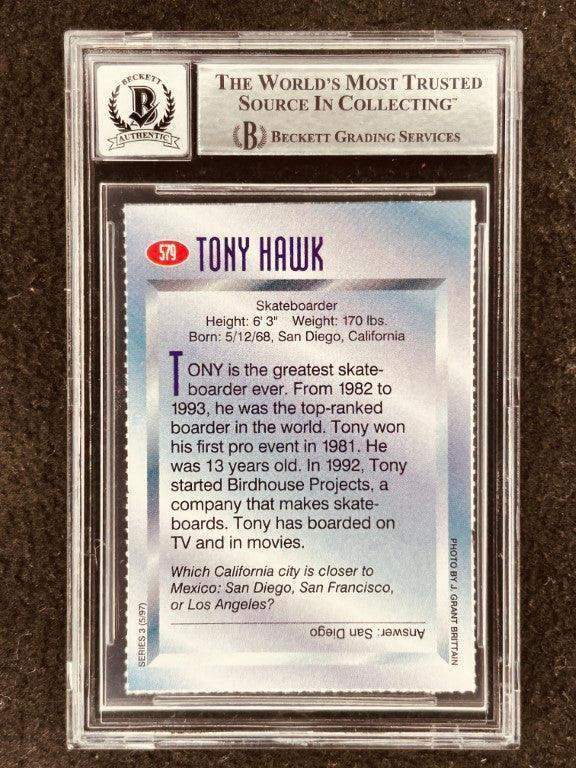 BECKETT
B
AUTHENTIC
THE WORLD'S MOST TRUSTED
SOURCE IN COLLECTING™
B BECKETT GRADING SERVICES
579 TONY HAWK
Skateboarder
Height: 6' 3" Weight: 170 lbs.
Born: 5/12/68, San Diego, California
TONY is the greatest skate-
boarder ever. From 1982 to
1993, he was the top-ranked
boarder in the world. Tony won
his first pro event in 1981. He
was 13 years old. In 1992, Tony
started Birdhouse Projects, a
company that makes skate-
boards. Tony has boarded on
TV and in movies.
Which California city is closer to
Mexico: San Diego, San Francisco,
or Los Angeles?
Answer: San Diego
SERIES 3 (5/97)
PHOTO BY J. GRANT BRITTAIN